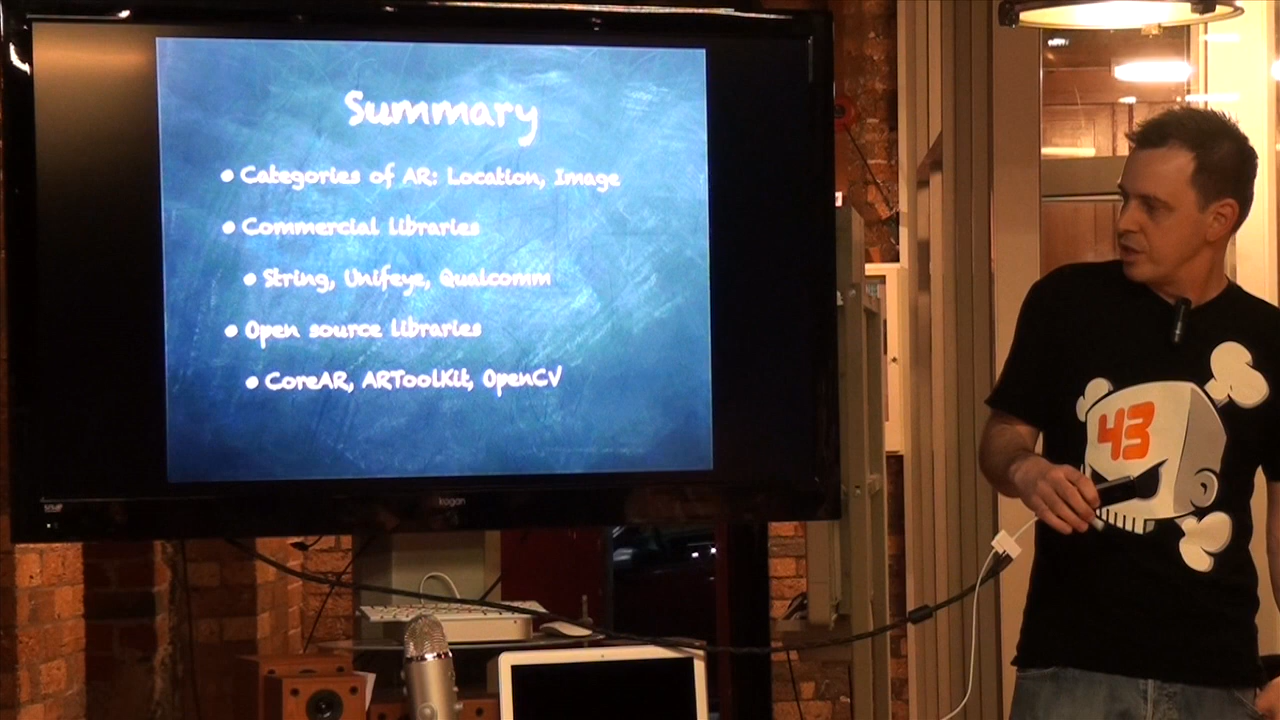 Summary
• Categories of AR: Location, Image
• Commercial libraries
• String, Unifeye, Qualcomm
• Open source libraries
• CoreAR, ARToolKit, OpenCV
kogan
43